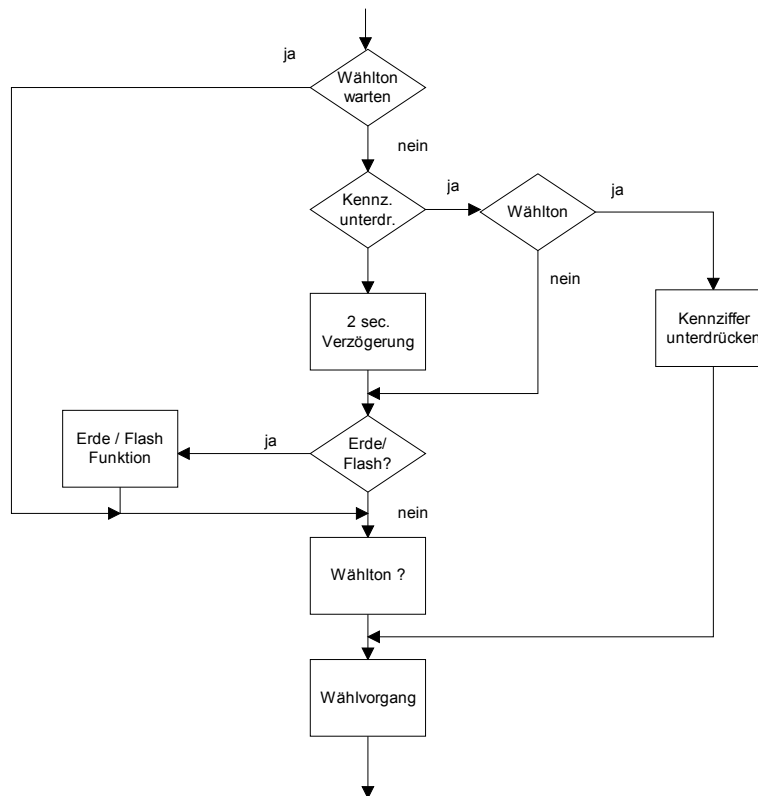 ja
Wählton
warten
nein
Kennz.
unterdr.
ja
Wählton
ja
nein
2 sec.
Verzögerung
Kennziffer
unterdrücken
Erde / Flash
Funktion
ja
Erde/
Flash?
nein
Wählton ?
Wählvorgang